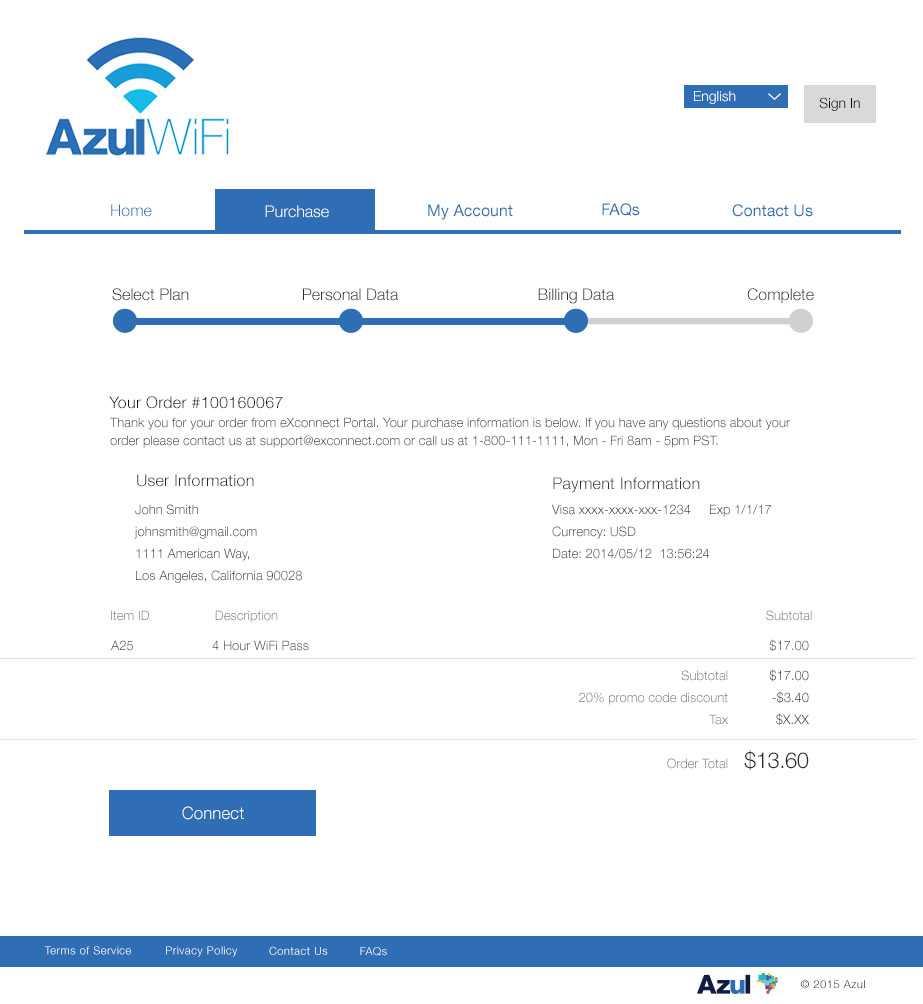 AzulWiFi
English
Sign In
Home Purchase My Account FAQs Contact Us
Select Plan Personal Data Billing Data Complete
Your Order #100160067
Thank you for your order from eXconnect Portal. Your purchase information is below. If you have any questions about your
order please contact us at support@exconnect.com or call us at 1-800-111-1111, Mon - Fri 8am - 5pm PST.
User Information
John Smith
johnsmith@gmail.com
1111 American Way,
Los Angeles, California 90028
Payment Information
Visa xxxx-xxxx-xxx-1234 Exp 1/1/17
Currency: USD
Date: 2014/05/12 13:56:24
Item ID Description Subtotal
A25 4 Hour WiFi Pass $17.00
Subtotal $17.00
20% promo code discount -$3.40
Tax $X.XX
Order Total $13.60
Connect
Terms of Service Privacy Policy Contact Us FAQs
Azul © 2015 Azul